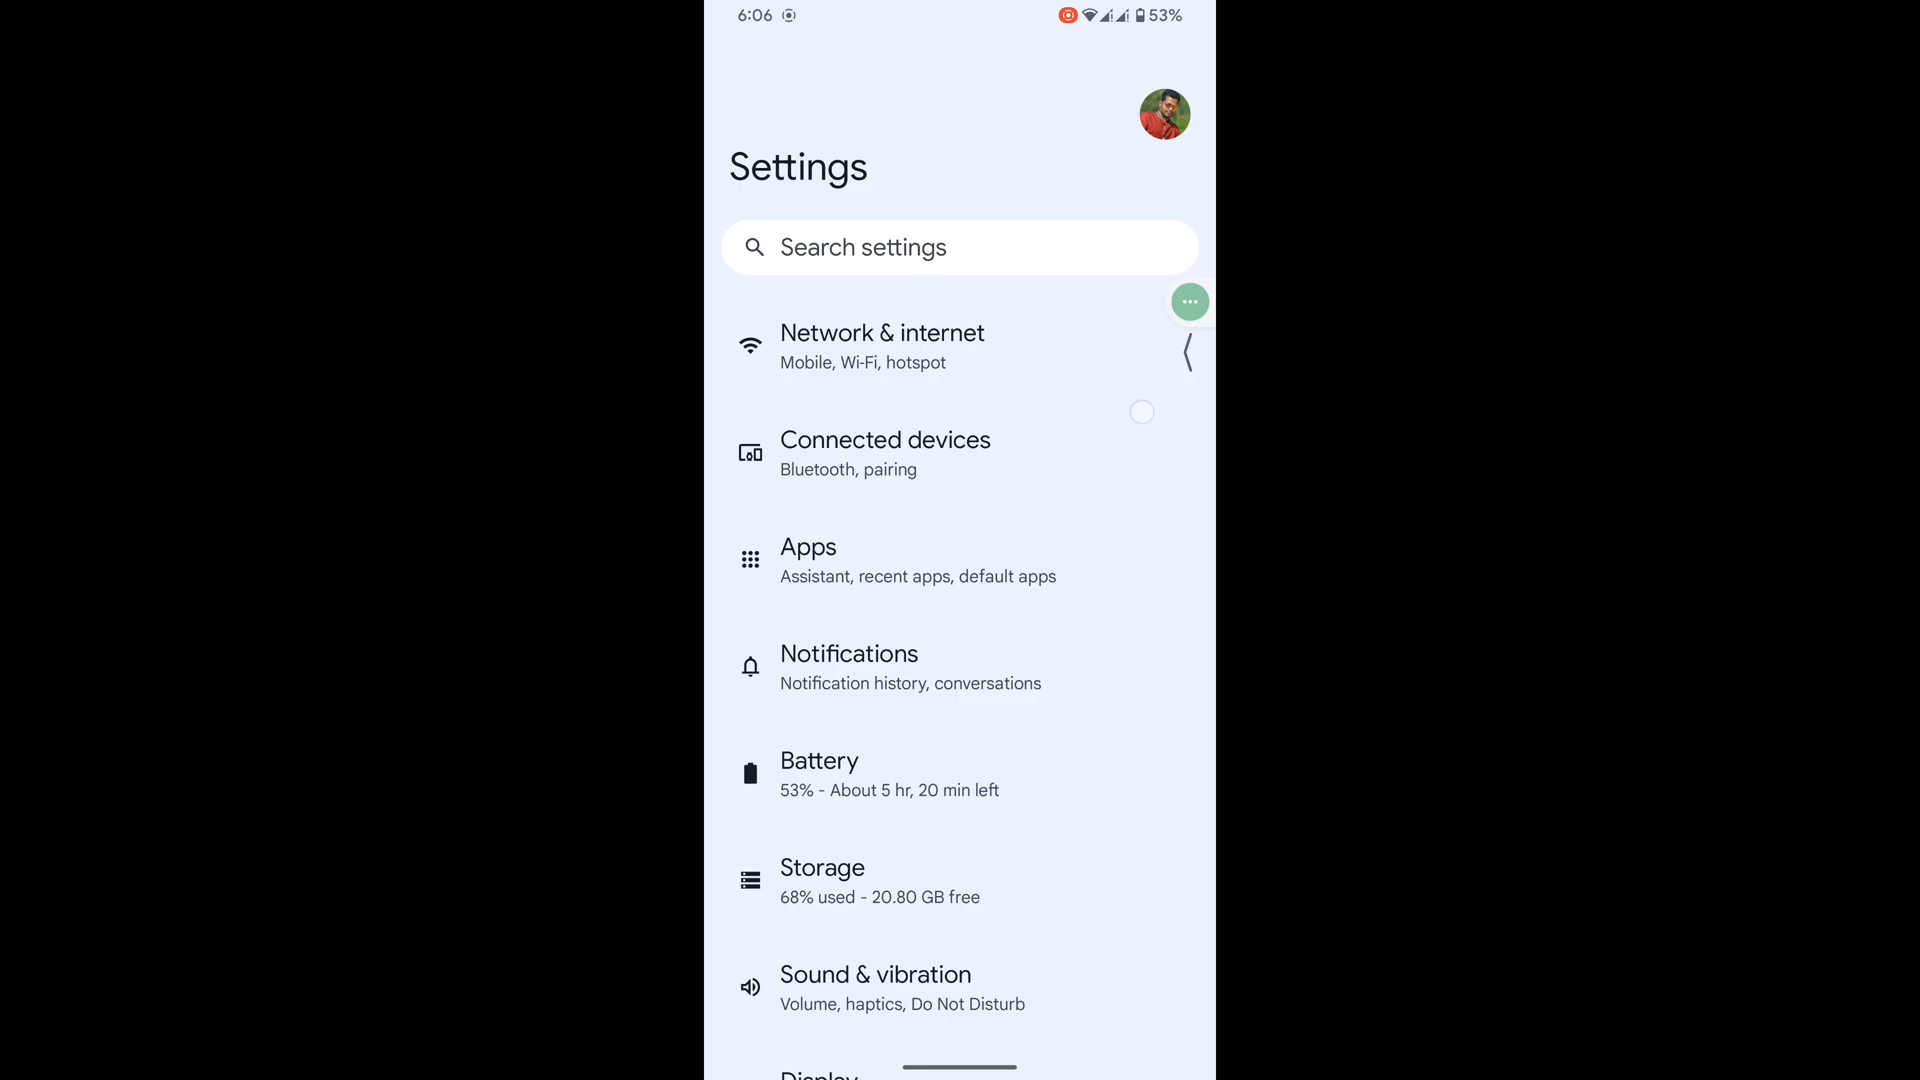 6:06
53%
Settings
Search settings
Network & internet
Mobile, Wi-Fi, hotspot
Connected devices
Bluetooth, pairing
Apps
Assistant, recent apps, default apps
Notifications
Notification history, conversations
Battery
53% - About 5 hr, 20 min left
Storage
68% used - 20.80 GB free
Sound & vibration
Volume, haptics, Do Not Disturb
Display